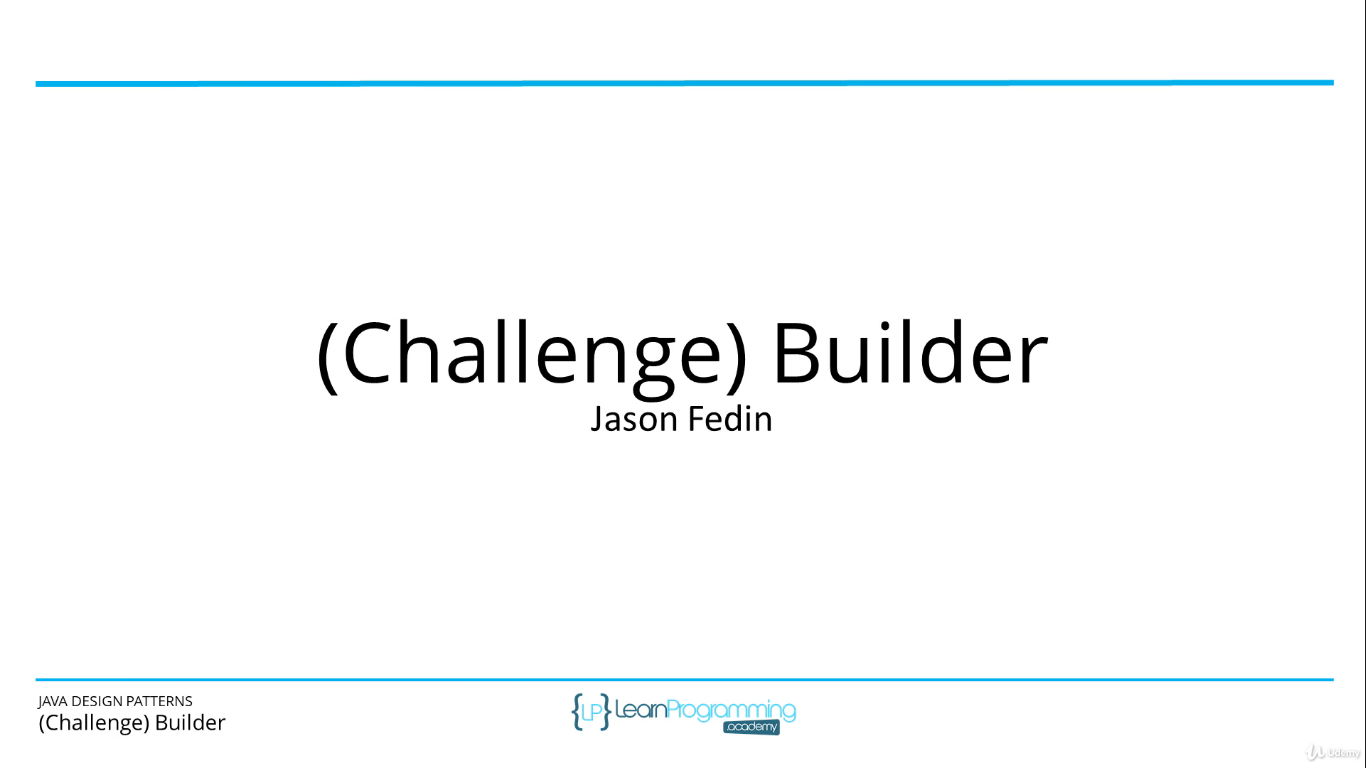 (Challenge) Builder
Jason Fedin
JAVA DESIGN PATTERNS
(Challenge) Builder
{LP} LearnProgramming
.academy
Udemy